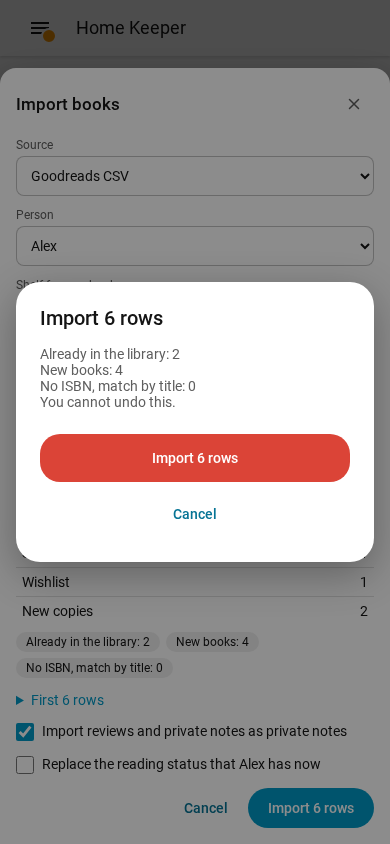 Home Keeper
Import books
Source
Goodreads CSV
Person
Alex
Import 6 rows
Already in the library: 2
New books: 4
No ISBN, match by title: 0
You cannot undo this.
Import 6 rows
Cancel
Wishlist 1
New copies 2
Already in the library: 2 New books: 4
No ISBN, match by title: 0
First 6 rows
Import reviews and private notes as private notes
Replace the reading status that Alex has now
Cancel Import 6 rows